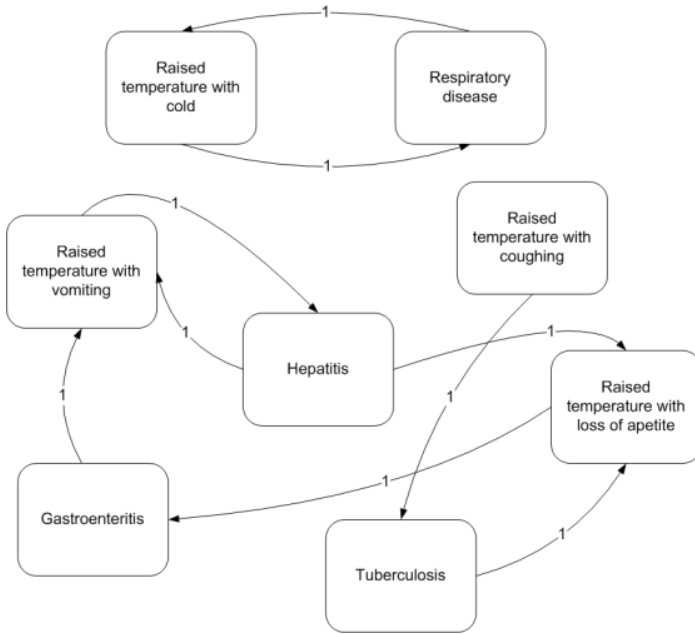 1
Raised
temperature with
cold
Respiratory
disease
1
1
Raised
temperature with
vomiting
Raised
temperature with
coughing
1
Hepatitis
1
Raised
temperature with
loss of apetite
1
1
1
Gastroenteritis
Tuberculosis
1